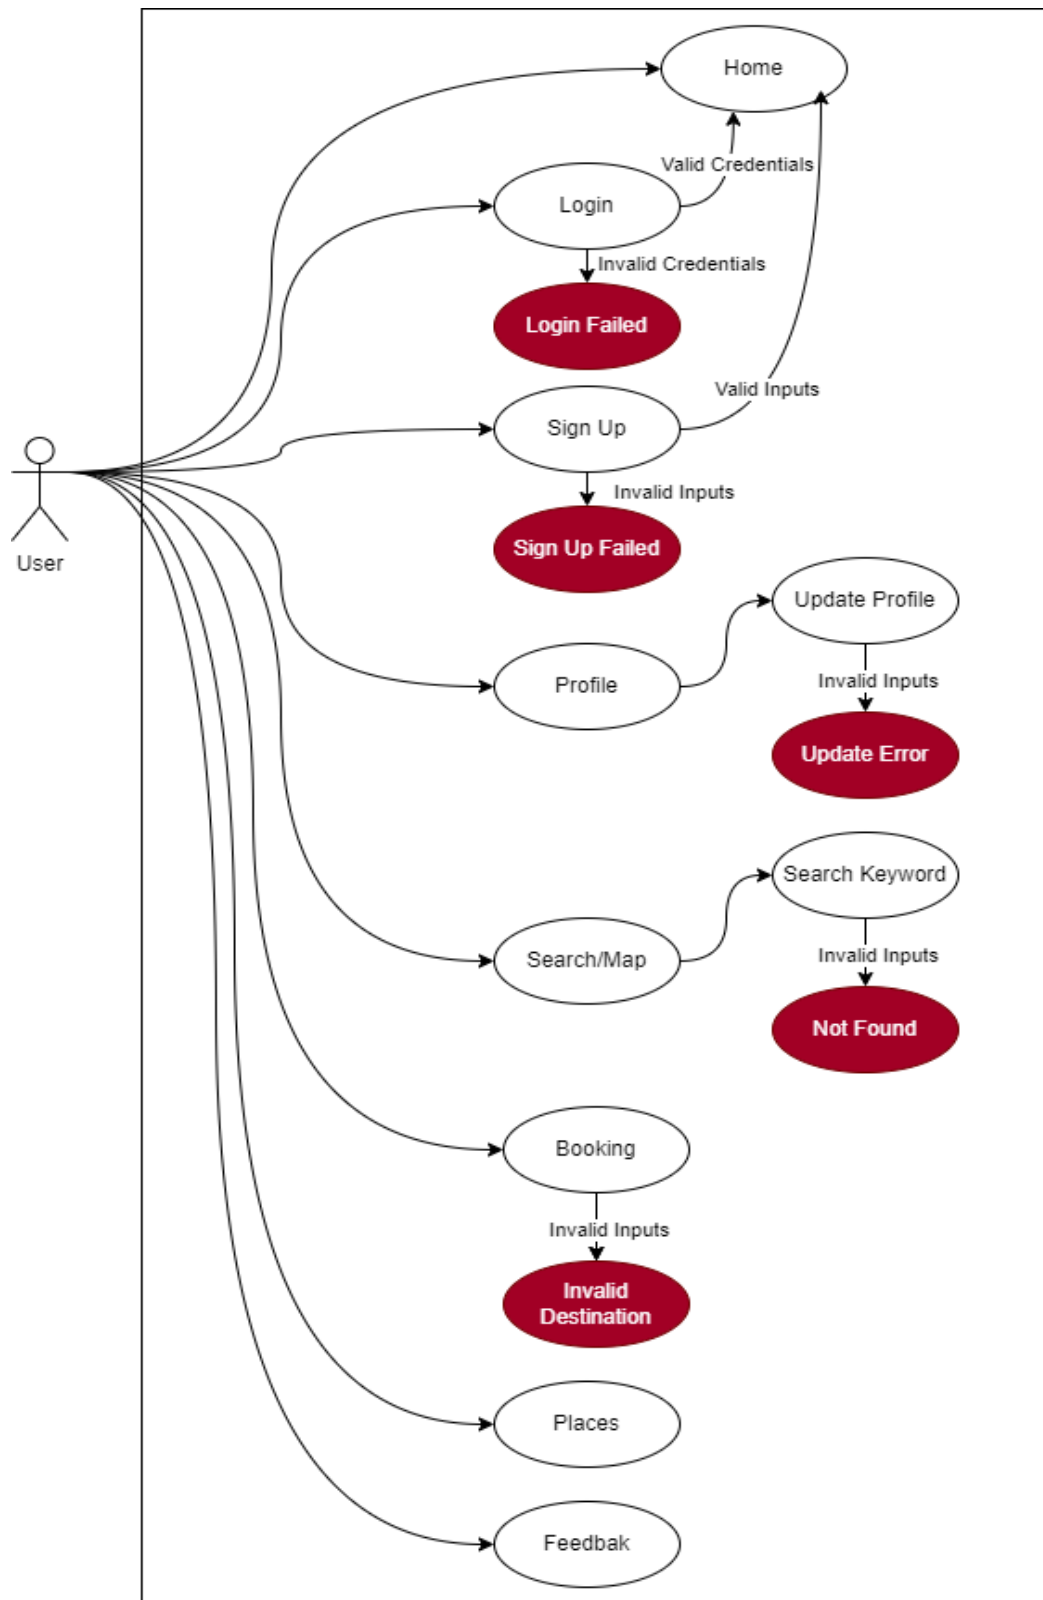 Home
Valid Credentials
Login
Invalid Credentials
Login Failed
Valid Inputs
Sign Up
Invalid Inputs
Sign Up Failed
User
Update Profile
Profile
Invalid Inputs
Update Error
Search Keyword
Search/Map
Invalid Inputs
Not Found
Booking
Invalid Inputs
Invalid
Destination
Places
Feedbak